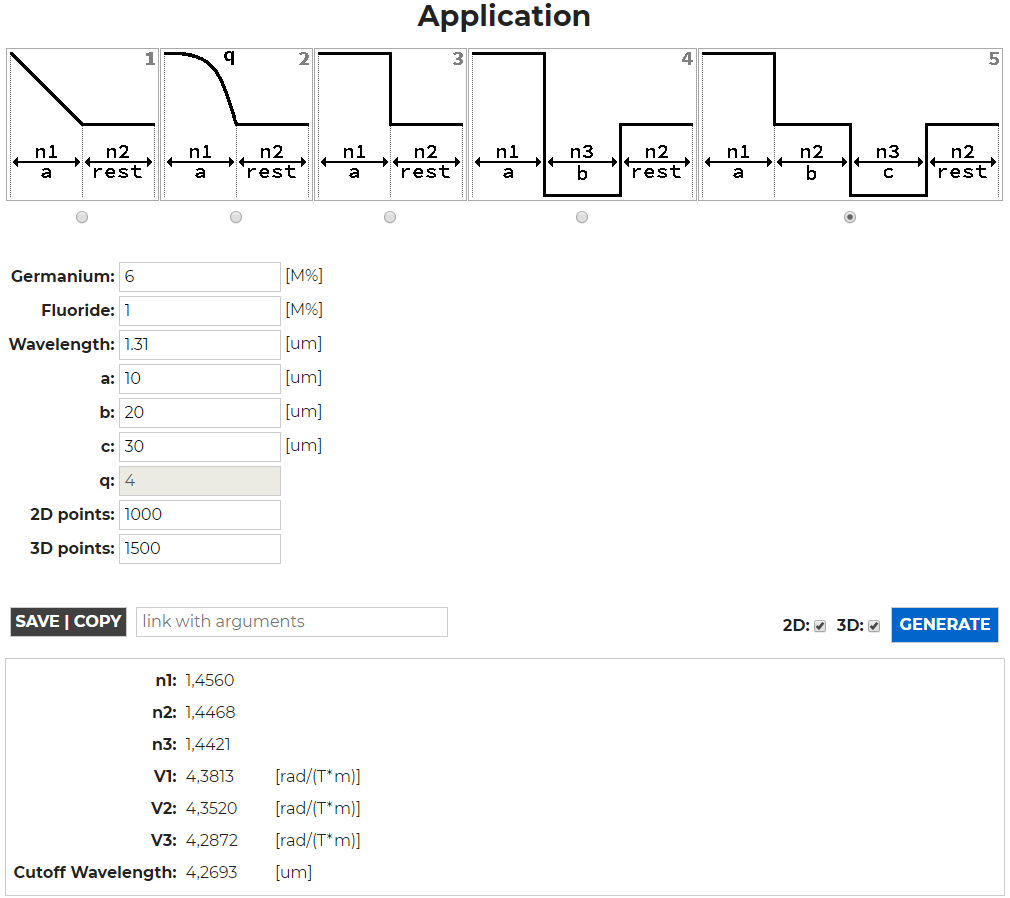 Application
1 q 2 3 4 5
n1 n2 n1 n2 n1 n2 n1 n3 n2 n1 n2 n3 n2
a rest a rest a rest a b rest a b c rest
Germanium: 6 [M%]
Fluoride: 1 [M%]
Wavelength: 1.31 [um]
a: 10 [um]
b: 20 [um]
c: 30 [um]
q: 4
2D points: 1000
3D points: 1500
SAVE | COPY link with arguments 2D: 3D: GENERATE
n1: 1,4560
n2: 1,4468
n3: 1,4421
V1: 4,3813 [rad/(T*m)]
V2: 4,3520 [rad/(T*m)]
V3: 4,2872 [rad/(T*m)]
Cutoff Wavelength: 4,2693 [um]